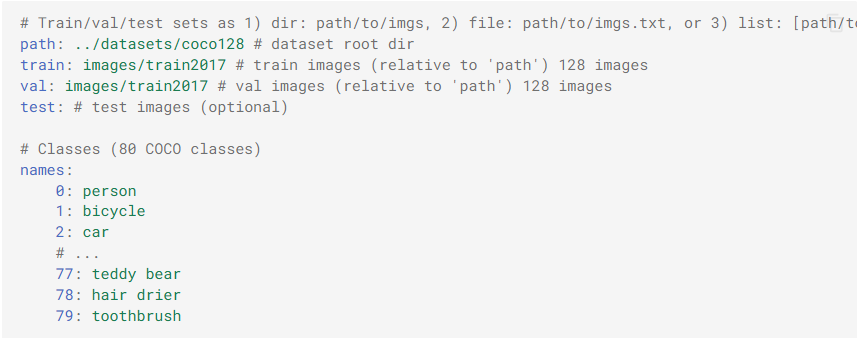 # Train/val/test sets as 1) dir: path/to/imgs, 2) file: path/to/imgs.txt, or 3) list: [path/to
path: ../datasets/coco128 # dataset root dir
train: images/train2017 # train images (relative to 'path') 128 images
val: images/train2017 # val images (relative to 'path') 128 images
test: # test images (optional)
# Classes (80 COCO classes)
names:
0: person
1: bicycle
2: car
# ...
77: teddy bear
78: hair drier
79: toothbrush